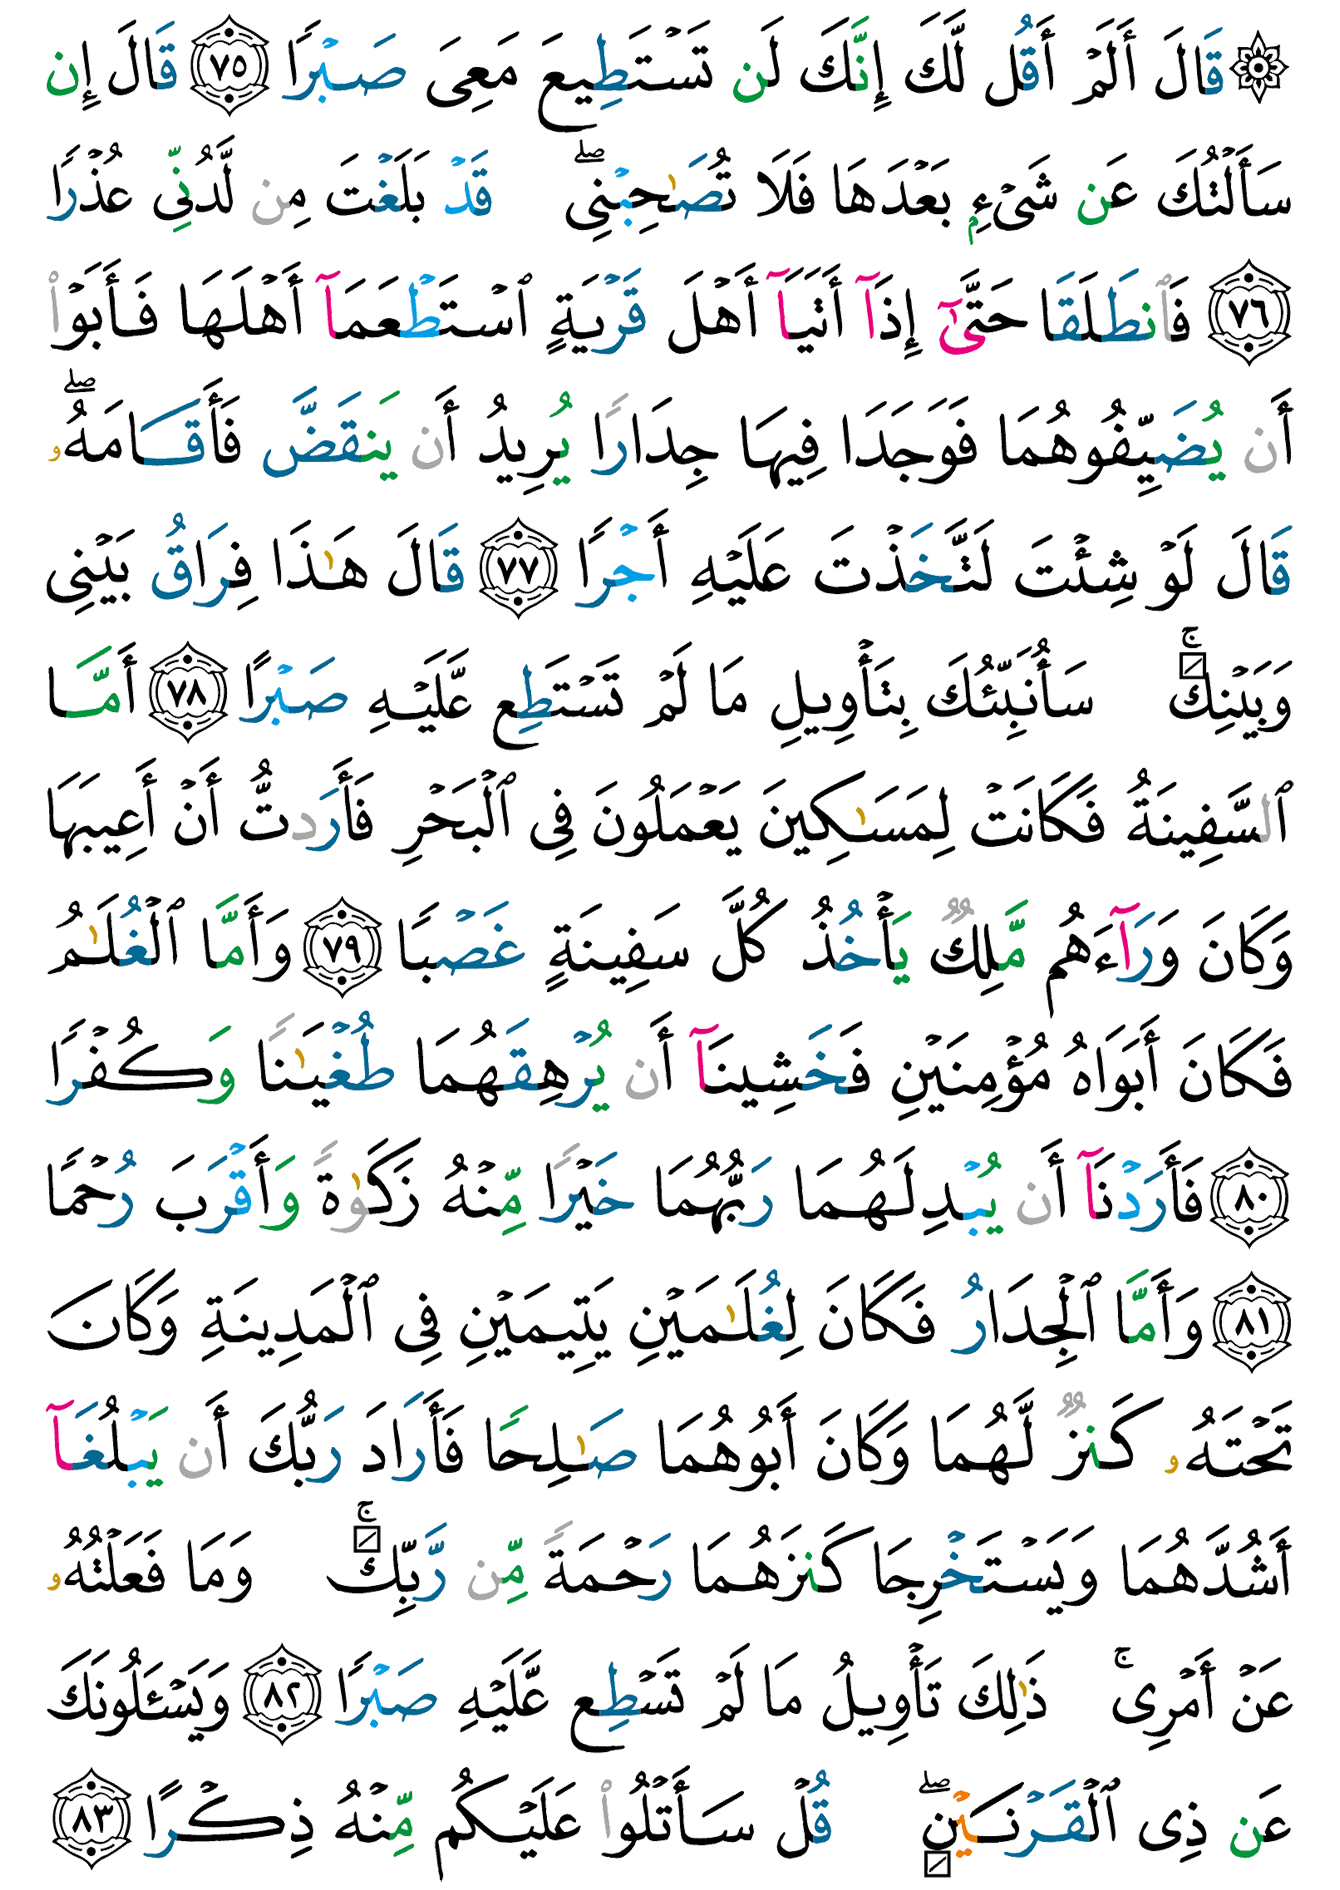 ۞ قَالَ أَلَمْ أَقُل لَّكَ إِنَّكَ لَن تَسْتَطِيعَ مَعِىَ صَبْرًا ٧٥ قَالَ إِن
سَأَلْتُكَ عَن شَىْءٍۭ بَعْدَهَا فَلَا تُصَـٰحِبْنِى ۖ قَدْ بَلَغْتَ مِن لَّدُنِّى عُذْرًا
٧٦ فَٱنطَلَقَا حَتَّىٰٓ إِذَآ أَتَيَآ أَهْلَ قَرْيَةٍ ٱسْتَطْعَمَآ أَهْلَهَا فَأَبَوْا۟
أَن يُضَيِّفُوهُمَا فَوَجَدَا فِيهَا جِدَارًا يُرِيدُ أَن يَنقَضَّ فَأَقَامَهُۥ ۖ
قَالَ لَوْ شِئْتَ لَتَّخَذْتَ عَلَيْهِ أَجْرًا ٧٧ قَالَ هَـٰذَا فِرَاقُ بَيْنِى
وَبَيْنِكَ ۚ سَأُنَبِّئُكَ بِتَأْوِيلِ مَا لَمْ تَسْتَطِع عَّلَيْهِ صَبْرًا ٧٨ أَمَّا
ٱلسَّفِينَةُ فَكَانَتْ لِمَسَـٰكِينَ يَعْمَلُونَ فِى ٱلْبَحْرِ فَأَرَدتُّ أَنْ أَعِيبَهَا
وَكَانَ وَرَآءَهُم مَّلِكٌ يَأْخُذُ كُلَّ سَفِينَةٍ غَصْبًا ٧٩ وَأَمَّا ٱلْغُلَـٰمُ
فَكَانَ أَبَوَاهُ مُؤْمِنَيْنِ فَخَشِينَآ أَن يُرْهِقَهُمَا طُغْيَـٰنًا وَكُفْرًا
٨٠ فَأَرَدْنَآ أَن يُبْدِلَهُمَا رَبُّهُمَا خَيْرًا مِّنْهُ زَكَوٰةً وَأَقْرَبَ رُحْمًا
٨١ وَأَمَّا ٱلْجِدَارُ فَكَانَ لِغُلَـٰمَيْنِ يَتِيمَيْنِ فِى ٱلْمَدِينَةِ وَكَانَ
تَحْتَهُۥ كَنزٌ لَّهُمَا وَكَانَ أَبُوهُمَا صَـٰلِحًا فَأَرَادَ رَبُّكَ أَن يَبْلُغَآ
أَشُدَّهُمَا وَيَسْتَخْرِجَا كَنزَهُمَا رَحْمَةً مِّن رَّبِّكَ ۚ وَمَا فَعَلْتُهُۥ
عَنْ أَمْرِى ۚ ذَٰلِكَ تَأْوِيلُ مَا لَمْ تَسْطِع عَّلَيْهِ صَبْرًا ٨٢ وَيَسْـَٔلُونَكَ
عَن ذِى ٱلْقَرْنَيْنِ ۖ قُلْ سَأَتْلُوا۟ عَلَيْكُم مِّنْهُ ذِكْرًا ٨٣